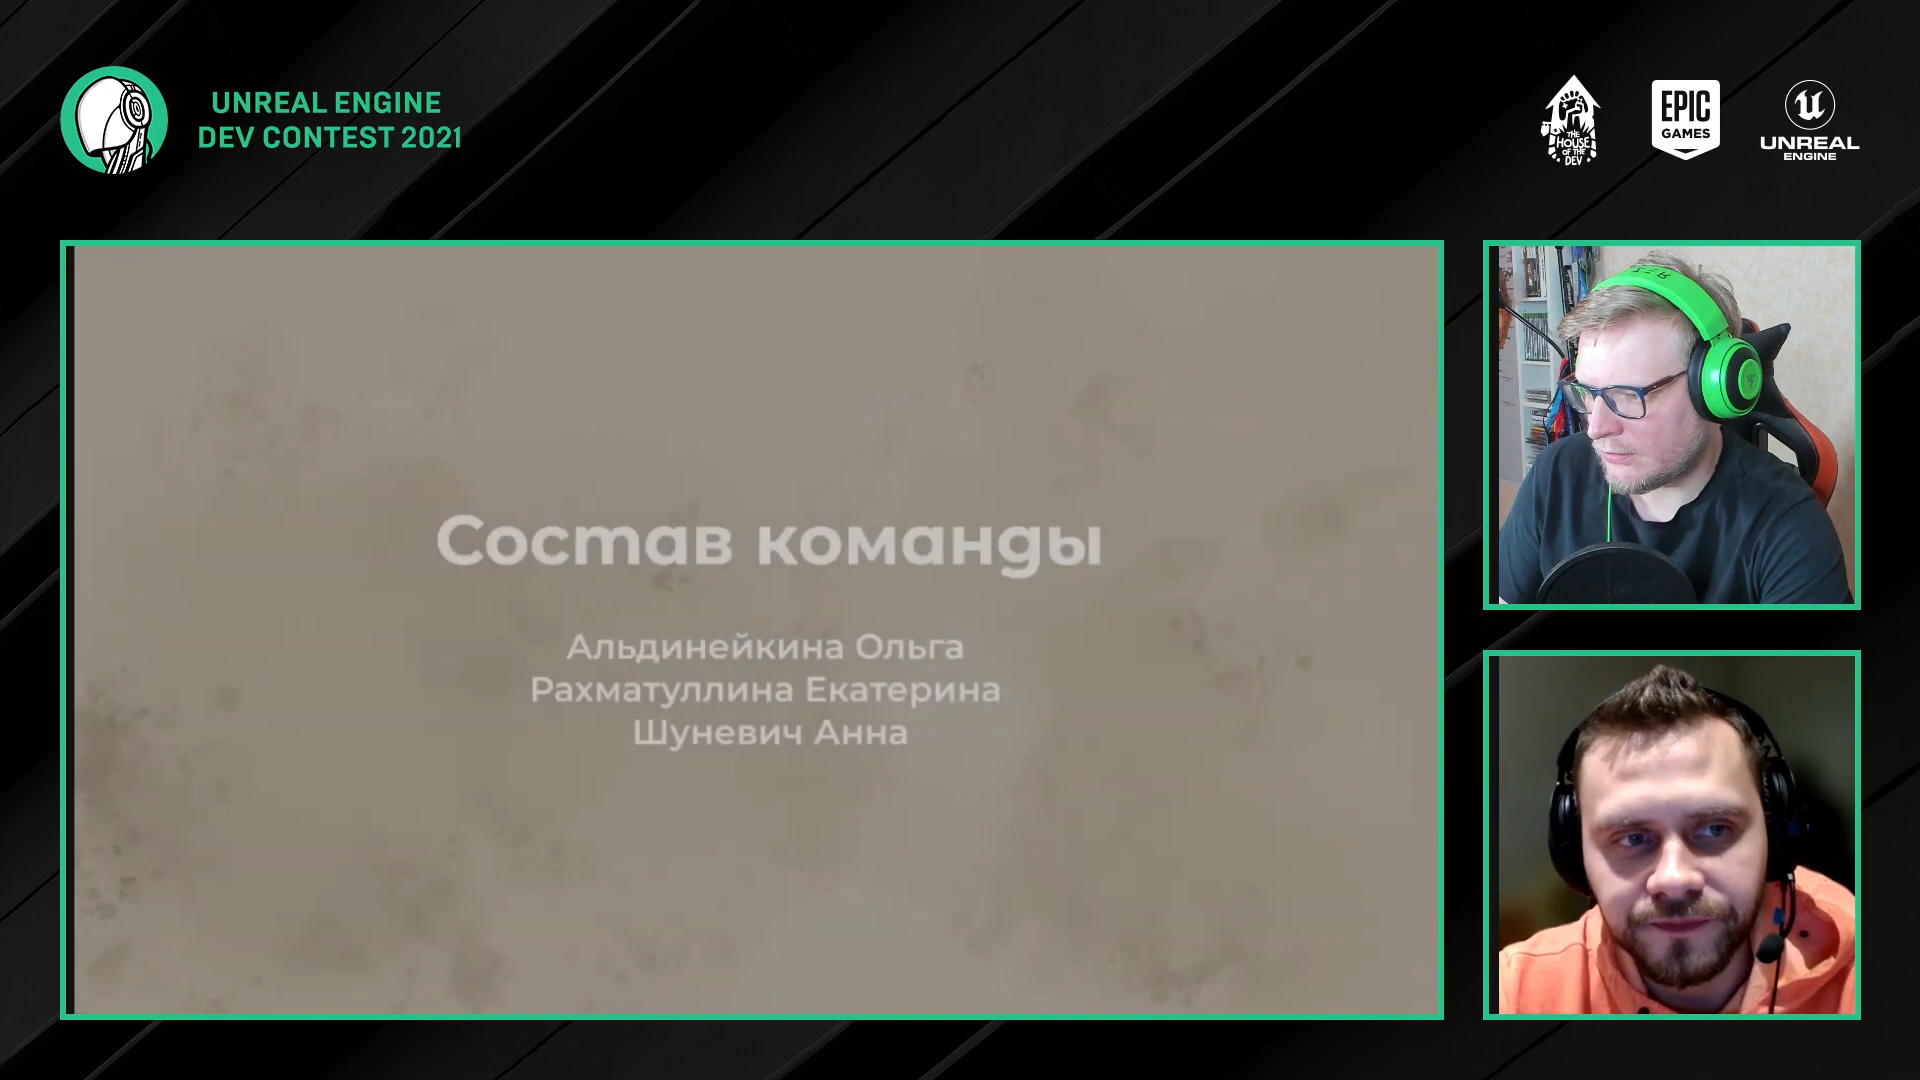 UNREAL ENGINE
DEV CONTEST 2021
THE
HOUSE
OF THE
DEV
EPIC
GAMES
UNREAL
ENGINE
Состав команды
Альдинейкина Ольга
Рахматуллина Екатерина
Шуневич Анна